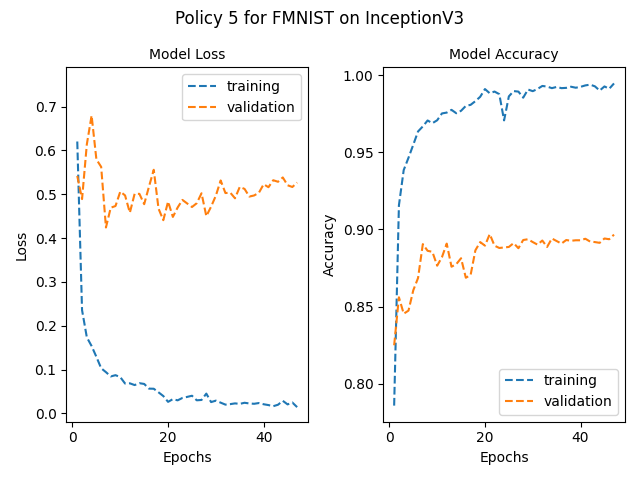 Policy 5 for FMNIST on InceptionV3
Model Loss
training
validation
0.7
0.6
0.5
0.4
0.3
0.2
0.1
0.0
Loss
0
20
40
Epochs
Model Accuracy
1.00
0.95
0.90
0.85
0.80
Accuracy
training
validation
0
20
40
Epochs